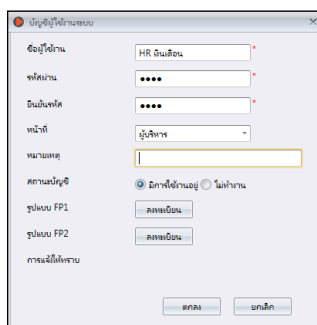 บัญชีผู้ใช้งานระบบ
ชื่อผู้ใช้งาน HR เงินเดือน *
รหัสผ่าน •••• *
ยืนยันรหัส •••• *
หน้าที่ ผู้บริหาร
หมายเหตุ
สถานะบัญชี มีการใช้งานอยู่ ไม่ทำงาน
รูปแบบ FP1 ลงทะเบียน
รูปแบบ FP2 ลงทะเบียน
การแจ้งให้ทราบ
ตกลง ยกเลิก